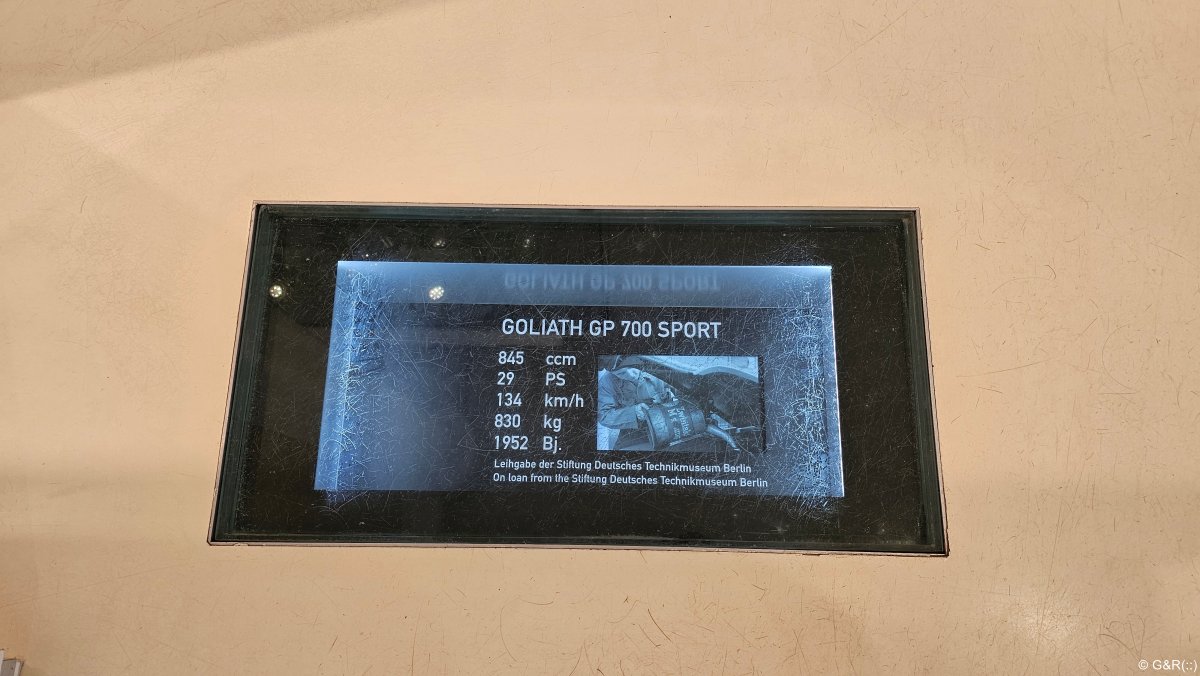 GOLIATH GP 700 SPORT
845 ccm
29 PS
134 km/h
830 kg
1952 Bj.
Leihgabe der Stiftung Deutsches Technikmuseum Berlin
On loan from the Stiftung Deutsches Technikmuseum Berlin
© G&R(;;)